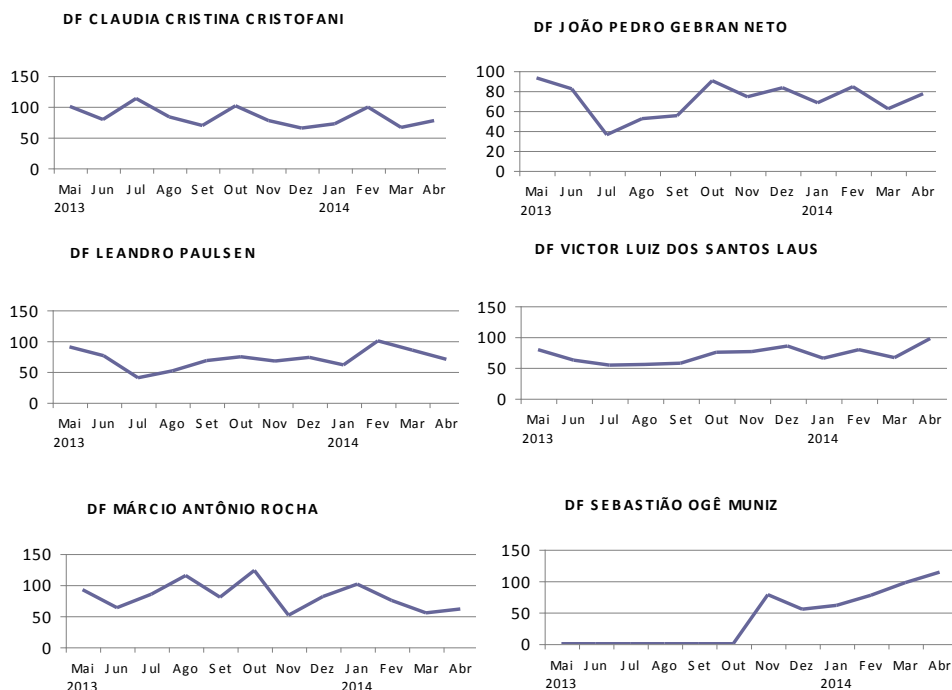 DF CLAUDIA CRISTINA CRISTOFANI
150
100
50
0
Mai Jun Jul Ago Set Out Nov Dez Jan Fev Mar Abr
2013 2014
DF JOÃO PEDRO GEBRAN NETO
100
80
60
40
20
0
Mai Jun Jul Ago Set Out Nov Dez Jan Fev Mar Abr
2013 2014
DF LEANDRO PAULSEN
150
100
50
0
Mai Jun Jul Ago Set Out Nov Dez Jan Fev Mar Abr
2013 2014
DF VICTOR LUIZ DOS SANTOS LAUS
150
100
50
0
Mai Jun Jul Ago Set Out Nov Dez Jan Fev Mar Abr
2013 2014
DF MÁRCIO ANTÔNIO ROCHA
150
100
50
0
Mai Jun Jul Ago Set Out Nov Dez Jan Fev Mar Abr
2013 2014
DF SEBASTIÃO OGÊ MUNIZ
150
100
50
0
Mai Jun Jul Ago Set Out Nov Dez Jan Fev Mar Abr
2013 2014